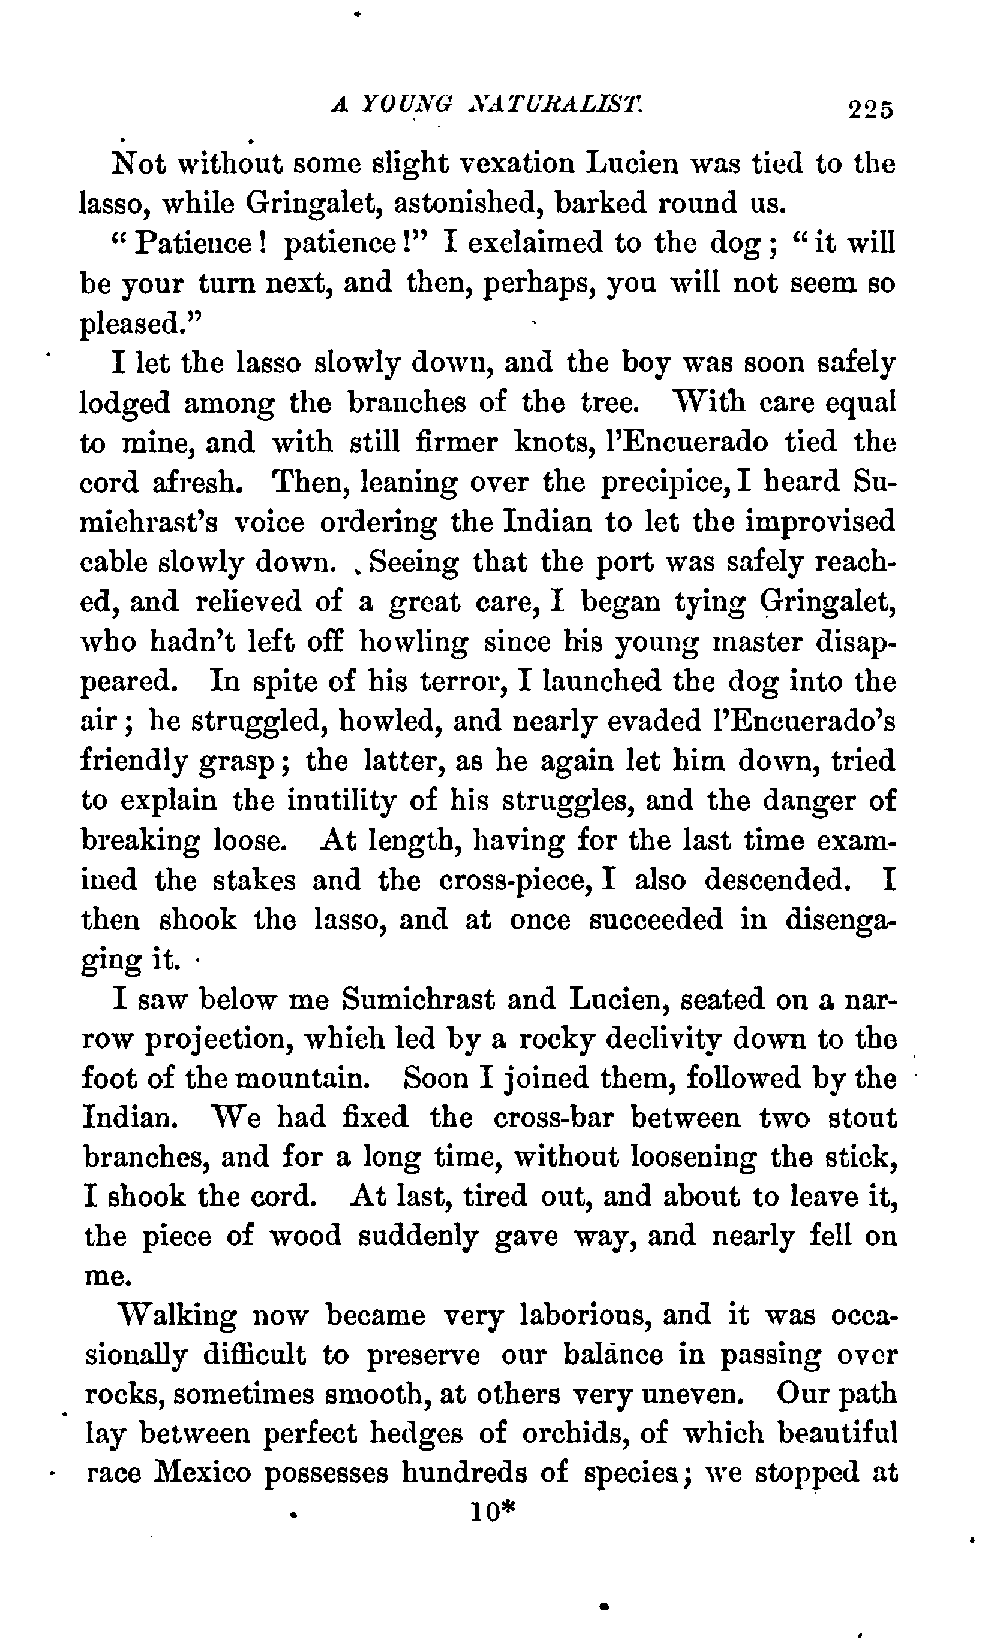 A YOUNG NATURALIST. 225
Not without some slight vexation Lucien was tied to the
lasso, while Gringalet, astonished, barked round us.
"Patience! patience!" I exclaimed to the dog; "it will
be your turn next, and then, perhaps, you will not seem so
pleased."
I let the lasso slowly down, and the boy was soon safely
lodged among the branches of the tree. With care equal
to mine, and with still firmer knots, l'Encuerado tied the
cord afresh. Then, leaning over the precipice, I heard Su-
michrast's voice ordering the Indian to let the improvised
cable slowly down. Seeing that the port was safely reach-
ed, and relieved of a great care, I began tying Gringalet,
who hadn't left off howling since his young master disap-
peared. In spite of his terror, I launched the dog into the
air; he struggled, howled, and nearly evaded l'Encuerado's
friendly grasp; the latter, as he again let him down, tried
to explain the inutility of his struggles, and the danger of
breaking loose. At length, having for the last time exam-
ined the stakes and the cross-piece, I also descended. I
then shook the lasso, and at once succeeded in disenga-
ging it.
I saw below me Sumichrast and Lucien, seated on a nar-
row projection, which led by a rocky declivity down to the
foot of the mountain. Soon I joined them, followed by the
Indian. We had fixed the cross-bar between two stout
branches, and for a long time, without loosening the stick,
I shook the cord. At last, tired out, and about to leave it,
the piece of wood suddenly gave way, and nearly fell on
me.
Walking now became very laborious, and it was occa-
sionally difficult to preserve our balance in passing over
rocks, sometimes smooth, at others very uneven. Our path
lay between perfect hedges of orchids, of which beautiful
race Mexico possesses hundreds of species; we stopped at
10*